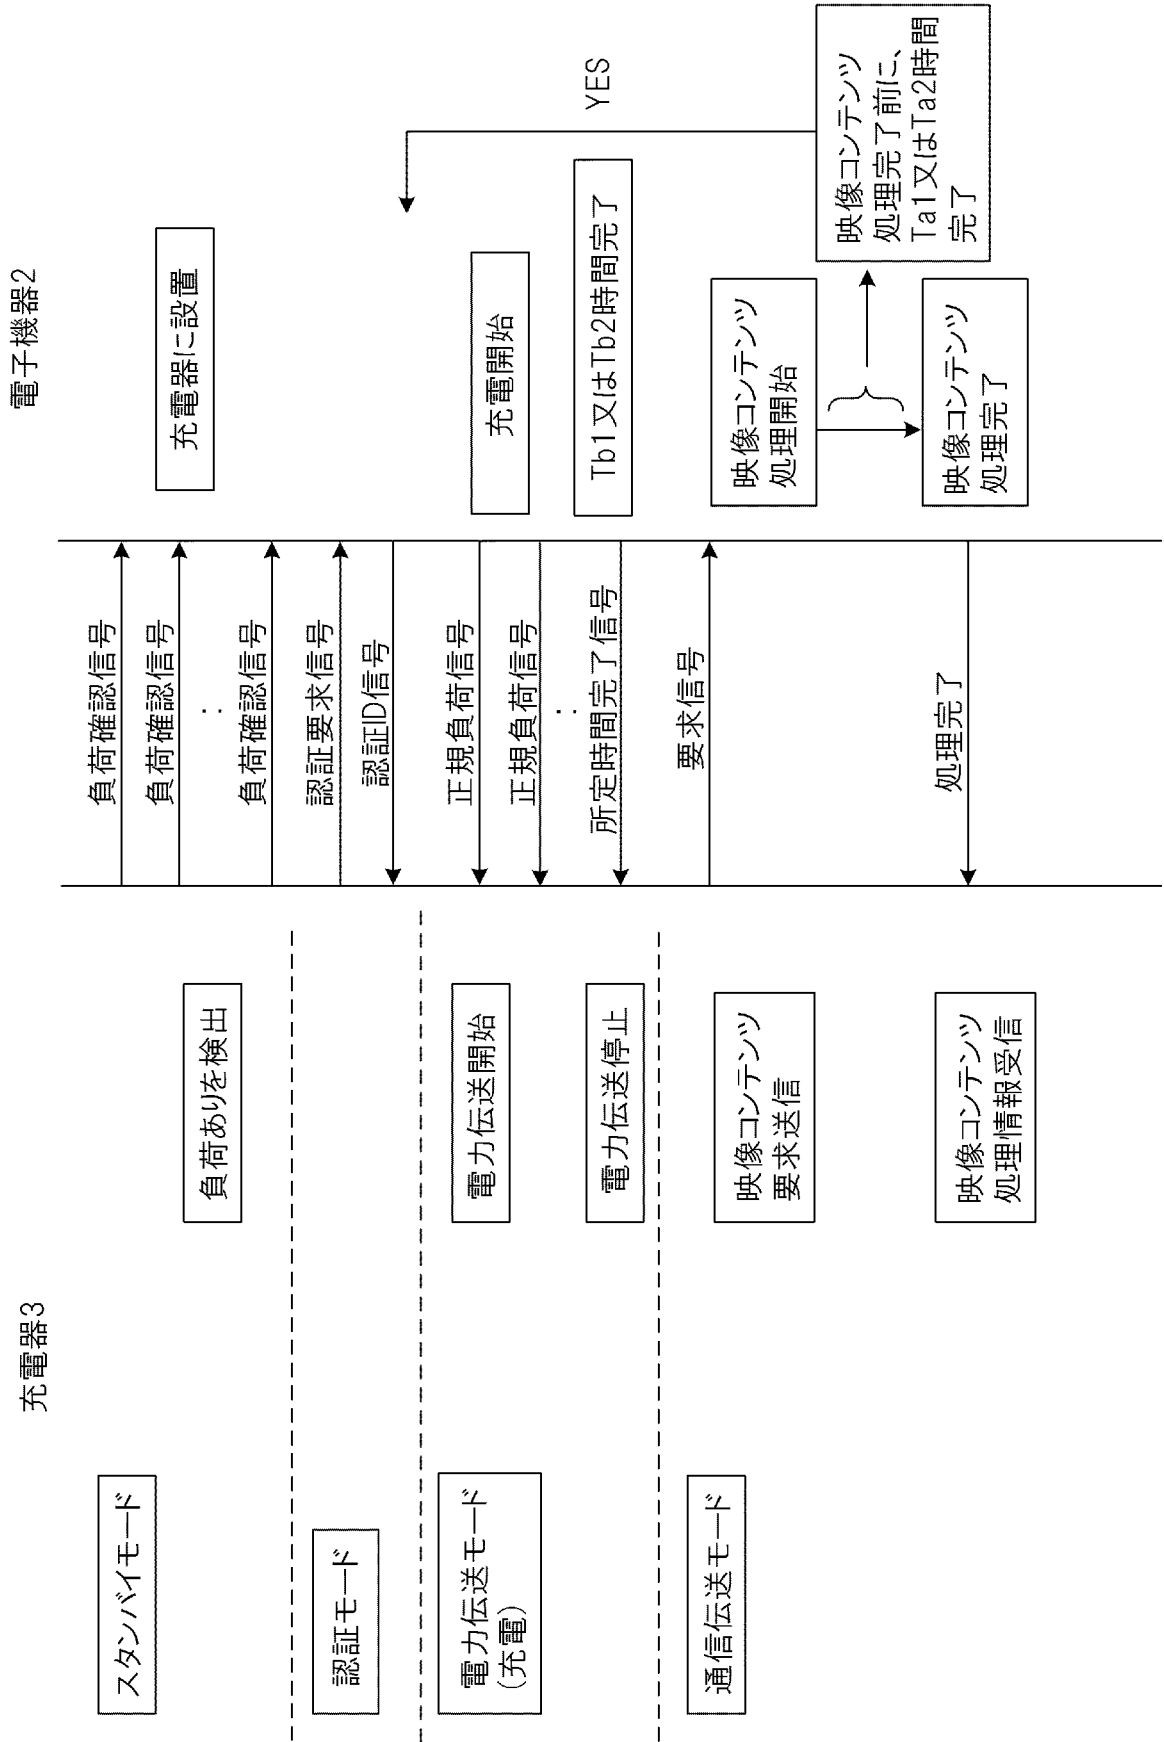 充電器3
電子機器2
スタンバイモード
負荷ありを検出
負荷確認信号
負荷確認信号
:
負荷確認信号
充電器に設置
認証モード
認証要求信号
認証ID信号
電力伝送モード
(充電)
電力伝送開始
正規負荷信号
正規負荷信号
:
充電開始
電力伝送停止
所定時間完了信号
Tb1又はTb2時間完了
YES
通信伝送モード
映像コンテンツ
要求送信
要求信号
映像コンテンツ
処理開始
映像コンテンツ
処理完了前に、
Ta1又はTa2時間
完了
映像コンテンツ
処理情報受信
処理完了
映像コンテンツ
処理完了